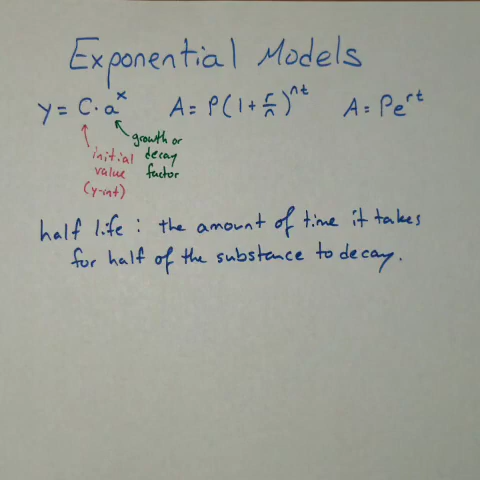 Exponential Models
y = C·a^x A = P(1 + r/n)^nt A = Pe^rt
initial value (y-int)
growth or decay factor
half life : the amount of time it takes
for half of the substance to decay.